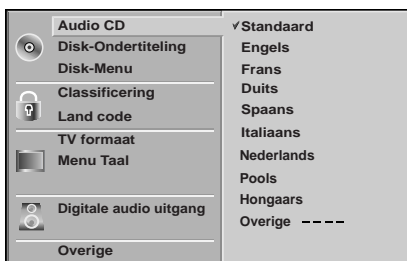 Audio CD
Disk-Ondertiteling
Disk-Menu
Classificering
Land code
TV formaat
Menu Taal
Digitale audio uitgang
Overige
✓Standaard
Engels
Frans
Duits
Spaans
Italiaans
Nederlands
Pools
Hongaars
Overige – – – –